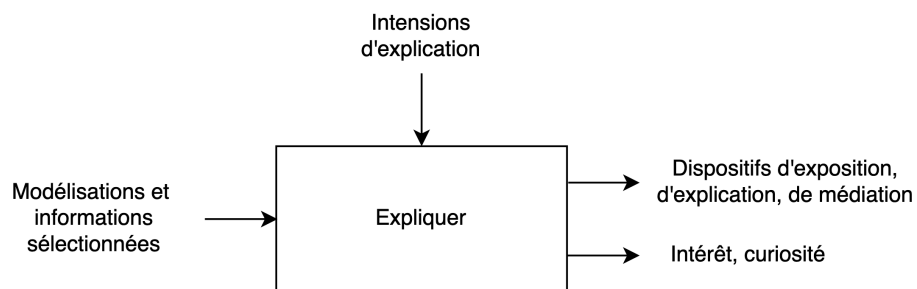 Intensions
d'explication
Modélisations et
informations
sélectionnées
Expliquer
Dispositifs d'exposition,
d'explication, de médiation
Intérêt, curiosité